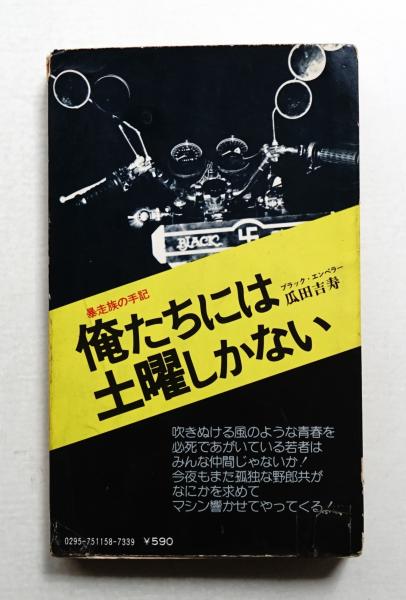 BLACK
暴走族の手記
俺たちには
土曜しかない
ブラック・エンペラー
瓜田吉寿
吹きぬける風のような青春を
必死であがいている若者は
みんな仲間じゃないか!
今夜もまた孤独な野郎共が
なにかを求めて
マシン響かせてやってくる!
0295-751158-7339 ¥590